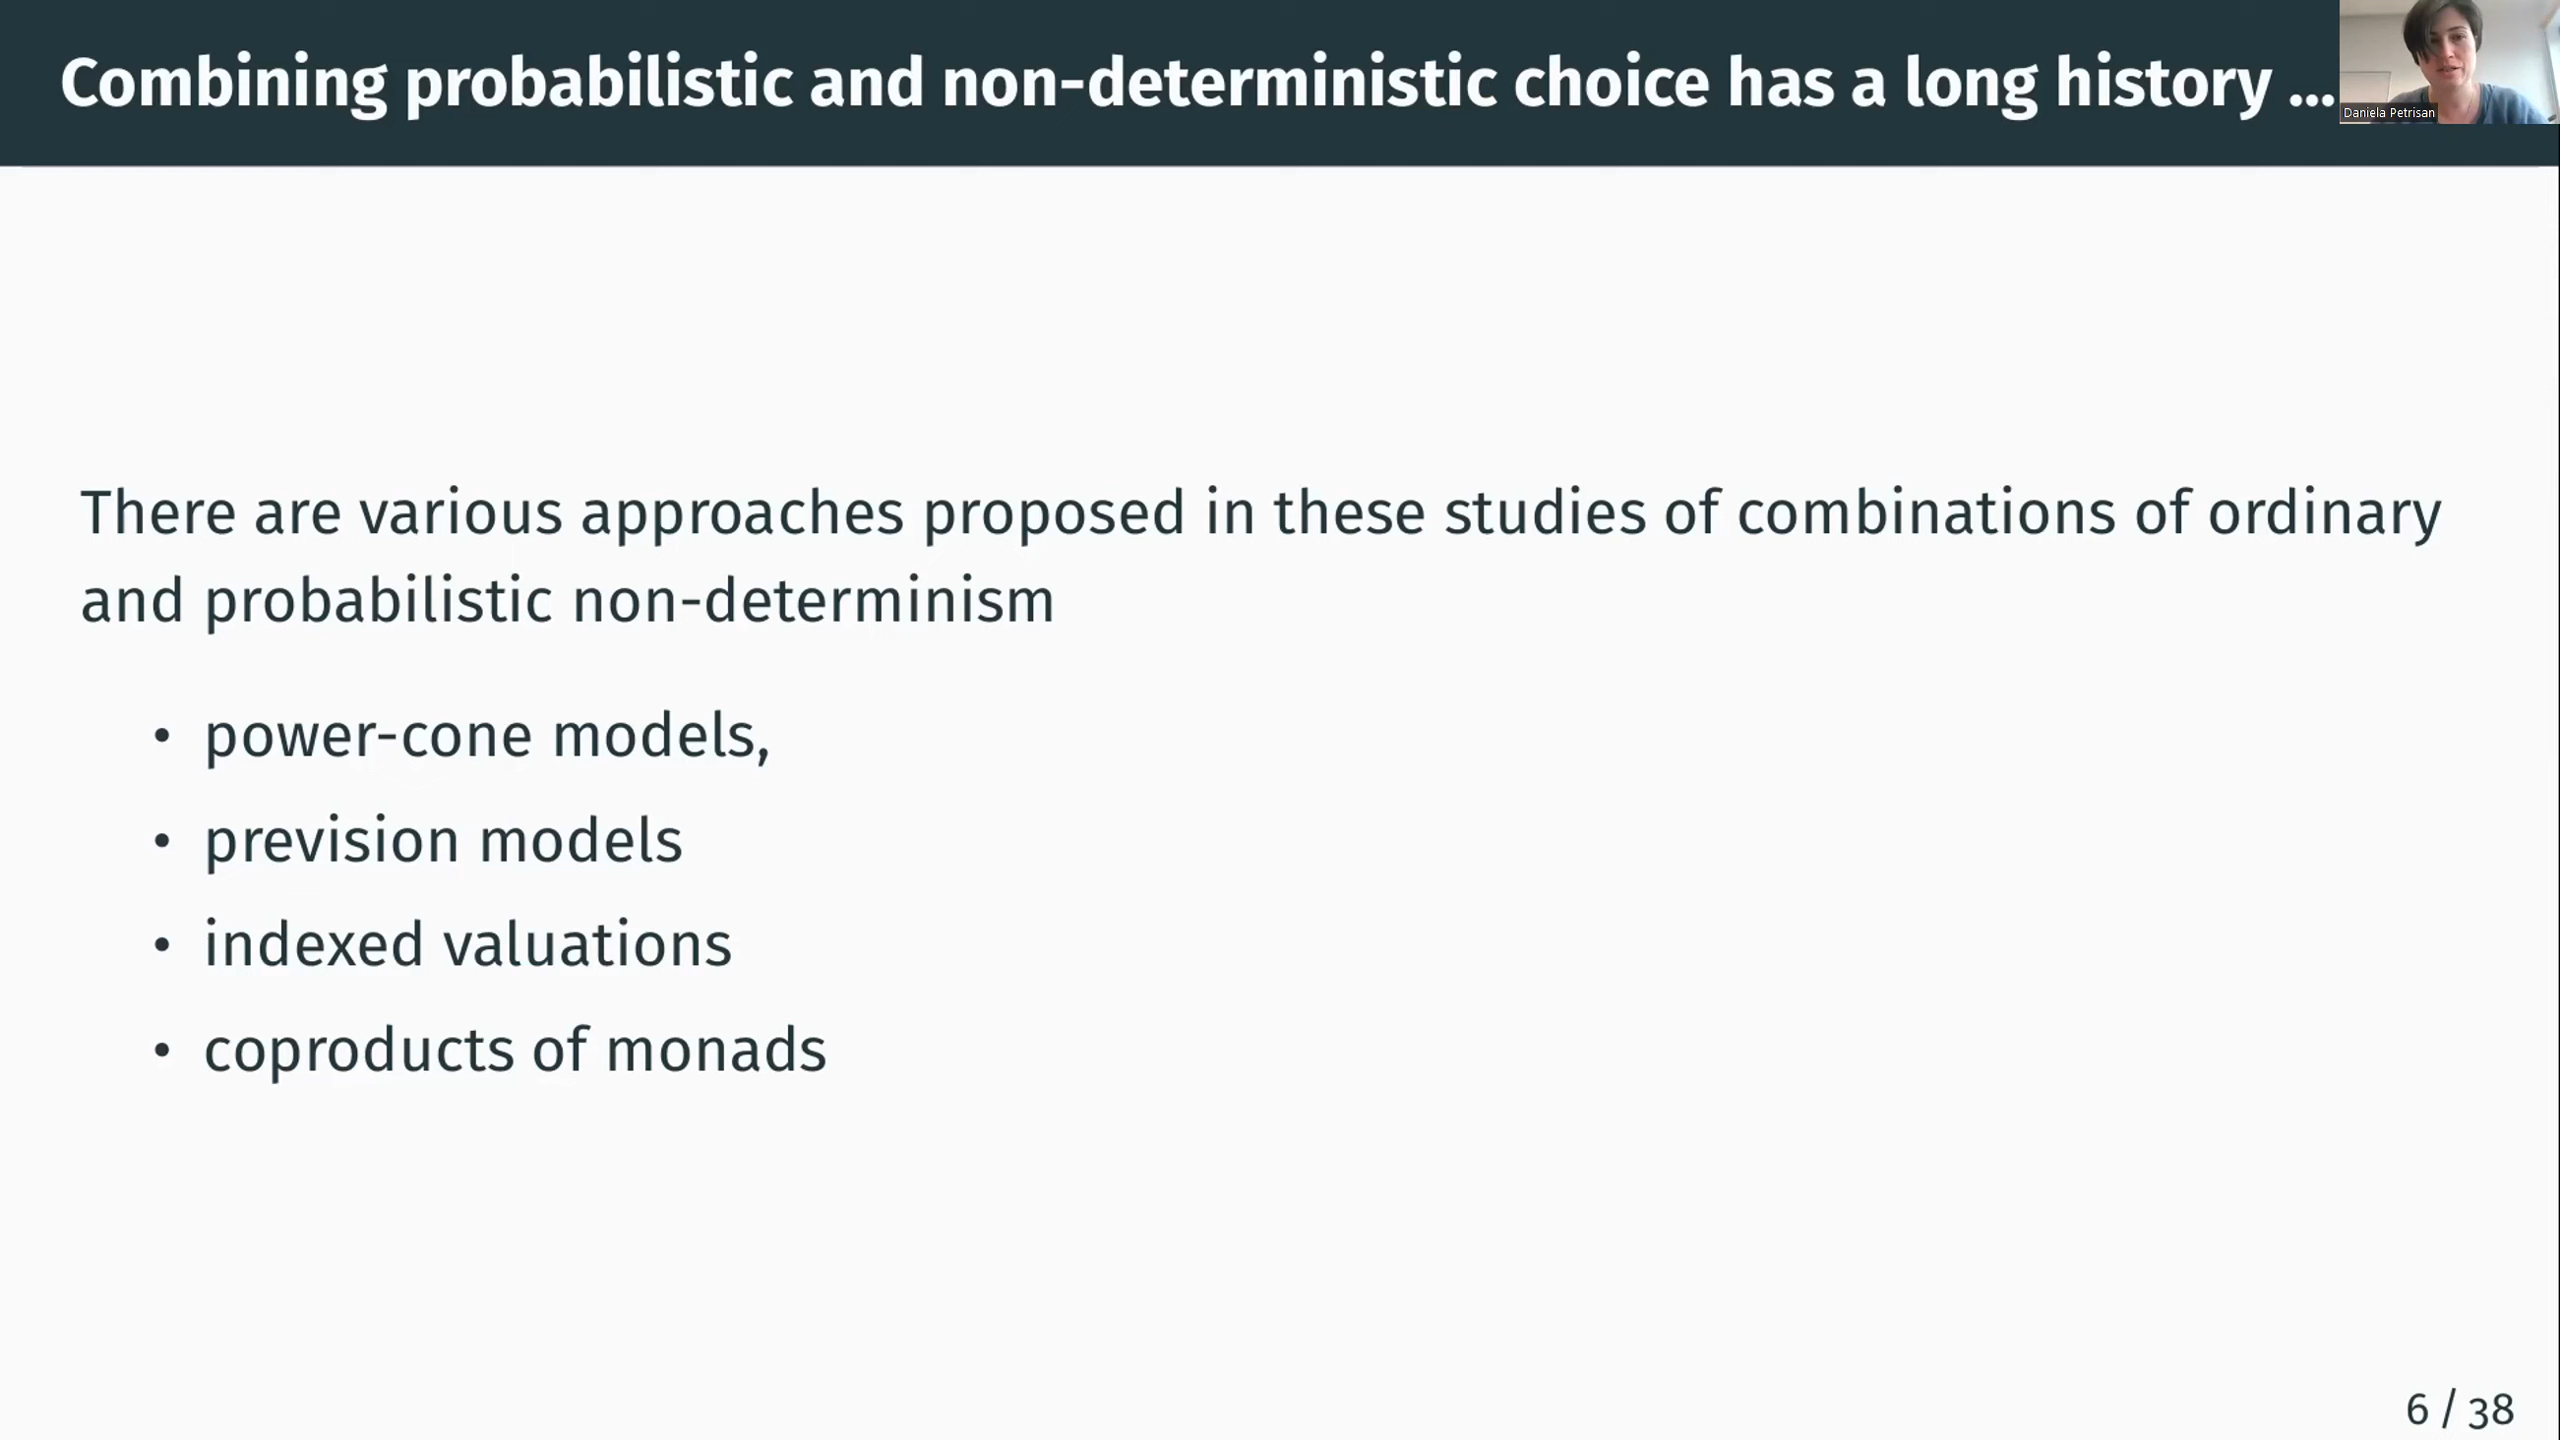 Combining probabilistic and non-deterministic choice has a long history ...
Daniela Petrisan
There are various approaches proposed in these studies of combinations of ordinary
and probabilistic non-determinism
• power-cone models,
• prevision models
• indexed valuations
• coproducts of monads
6 / 38